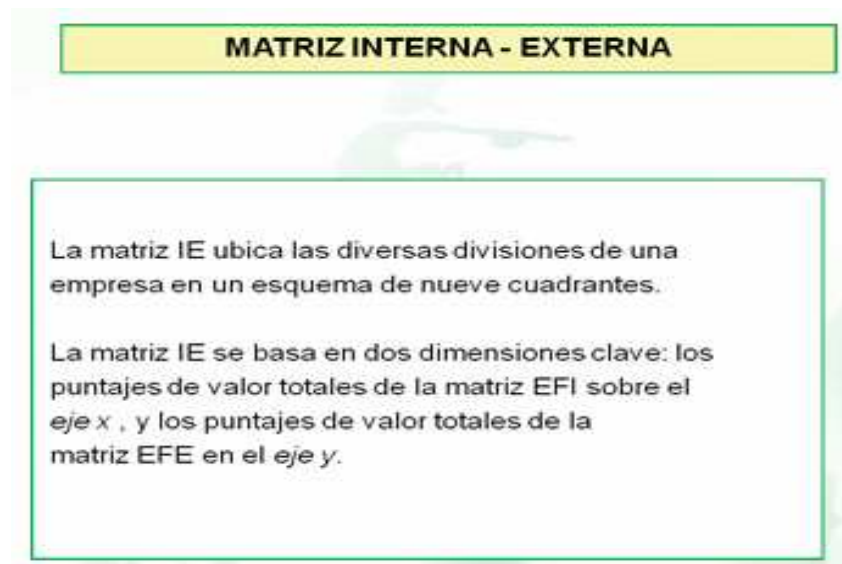 MATRIZ INTERNA - EXTERNA
La matriz IE ubica las diversas divisiones de una
empresa en un esquema de nueve cuadrantes.
La matriz IE se basa en dos dimensiones clave: los
puntajes de valor totales de la matriz EFI sobre el
eje x , y los puntajes de valor totales de la
matriz EFE en el eje y.